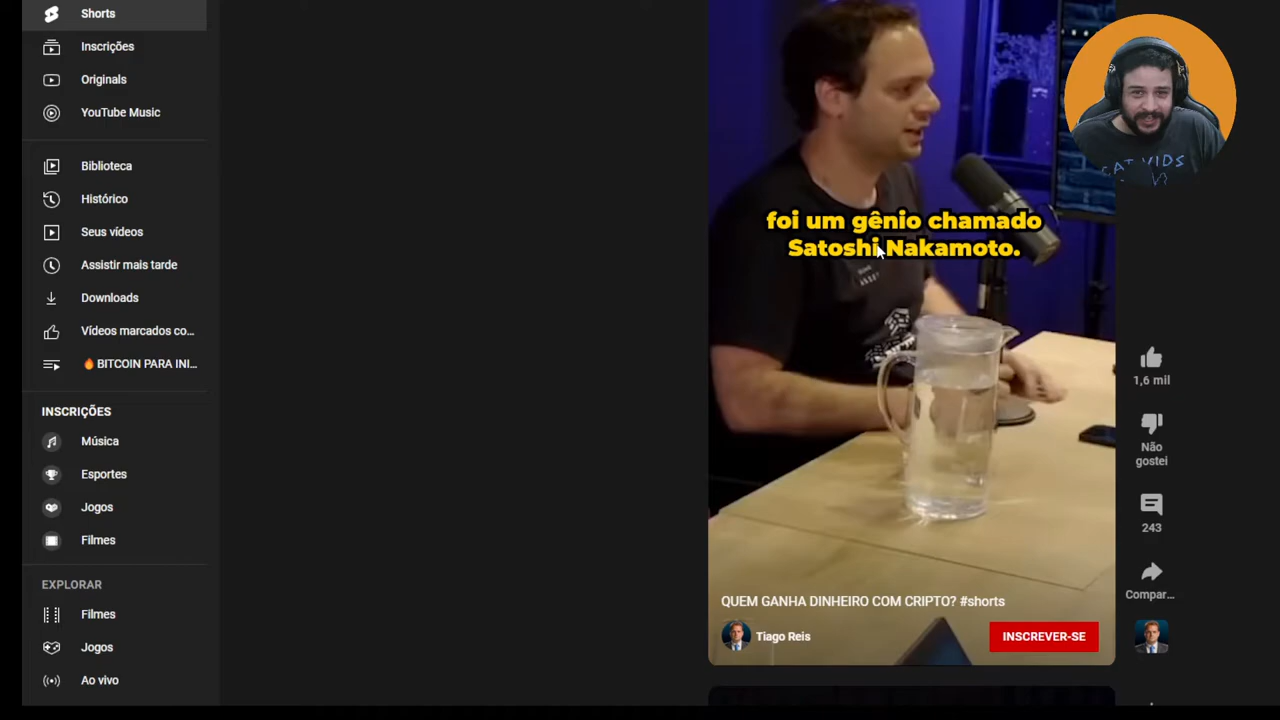 Shorts
Inscrições
Originals
YouTube Music
Biblioteca
Histórico
Seus vídeos
Assistir mais tarde
Downloads
Vídeos marcados co...
🔥BITCOIN PARA INI...
INSCRIÇÕES
Música
Esportes
Jogos
Filmes
EXPLORAR
Filmes
Jogos
Ao vivo
foi um gênio chamado
Satoshi Nakamoto.
QUEM GANHA DINHEIRO COM CRIPTO? #shorts
Tiago Reis
INSCREVER-SE
1,6 mil
Não
gostei
243
Compar...